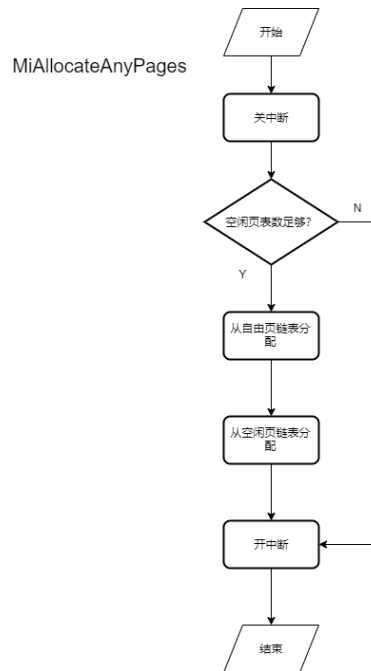 MiAllocateAnyPages
开始
关中断
空闲页表数足够?
N
Y
从自由页链表分
配
从空闲页链表分
配
开中断
结束